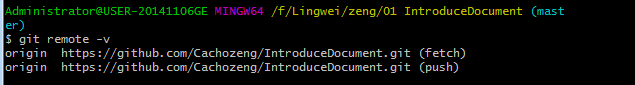 Administrator@USER-20141106GE MINGW64 /f/Lingwei/zeng/01 IntroduceDocument (mast
er)
$ git remote -v
origin  https://github.com/Cachozeng/IntroduceDocument.git (fetch)
origin  https://github.com/Cachozeng/IntroduceDocument.git (push)